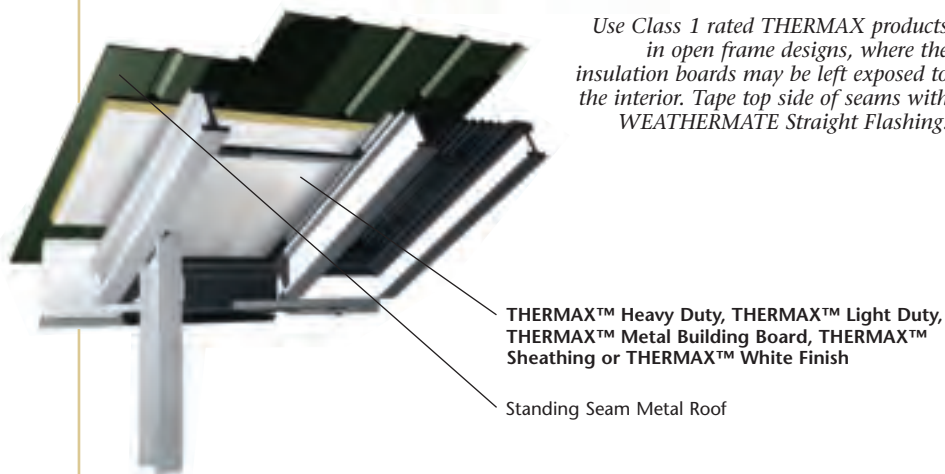 Use Class 1 rated THERMAX products
in open frame designs, where the
insulation boards may be left exposed to
the interior. Tape top side of seams with
WEATHERMATE Straight Flashing.
THERMAX™ Heavy Duty, THERMAX™ Light Duty,
THERMAX™ Metal Building Board, THERMAX™
Sheathing or THERMAX™ White Finish
Standing Seam Metal Roof